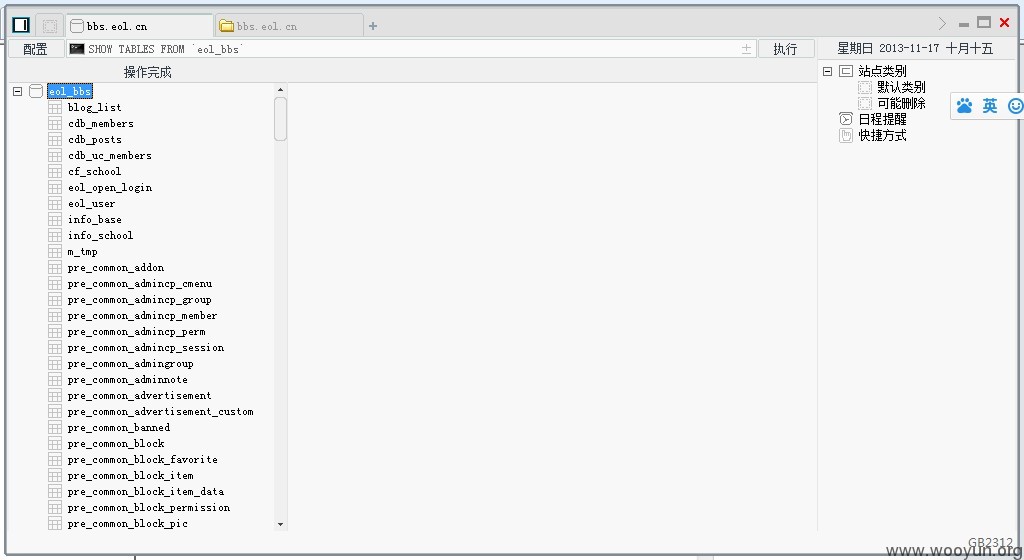 bbs.eol.cn
bbs.eol.cn
+
配置
SHOW TABLES FROM `eol_bbs`
执行
星期日 2013-11-17 十月十五
操作完成
eol_bbs
blog_list
cdb_members
cdb_posts
cdb_uc_members
cf_school
eol_open_login
eol_user
info_base
info_school
m_tmp
pre_common_addon
pre_common_admincp_cmenu
pre_common_admincp_group
pre_common_admincp_member
pre_common_admincp_perm
pre_common_admincp_session
pre_common_admingroup
pre_common_adminnote
pre_common_advertisement
pre_common_advertisement_custom
pre_common_banned
pre_common_block
pre_common_block_favorite
pre_common_block_item
pre_common_block_item_data
pre_common_block_permission
pre_common_block_pic
站点类别
默认类别
可能删除
日程提醒
快捷方式
英
GB2312
www.wooyun.org